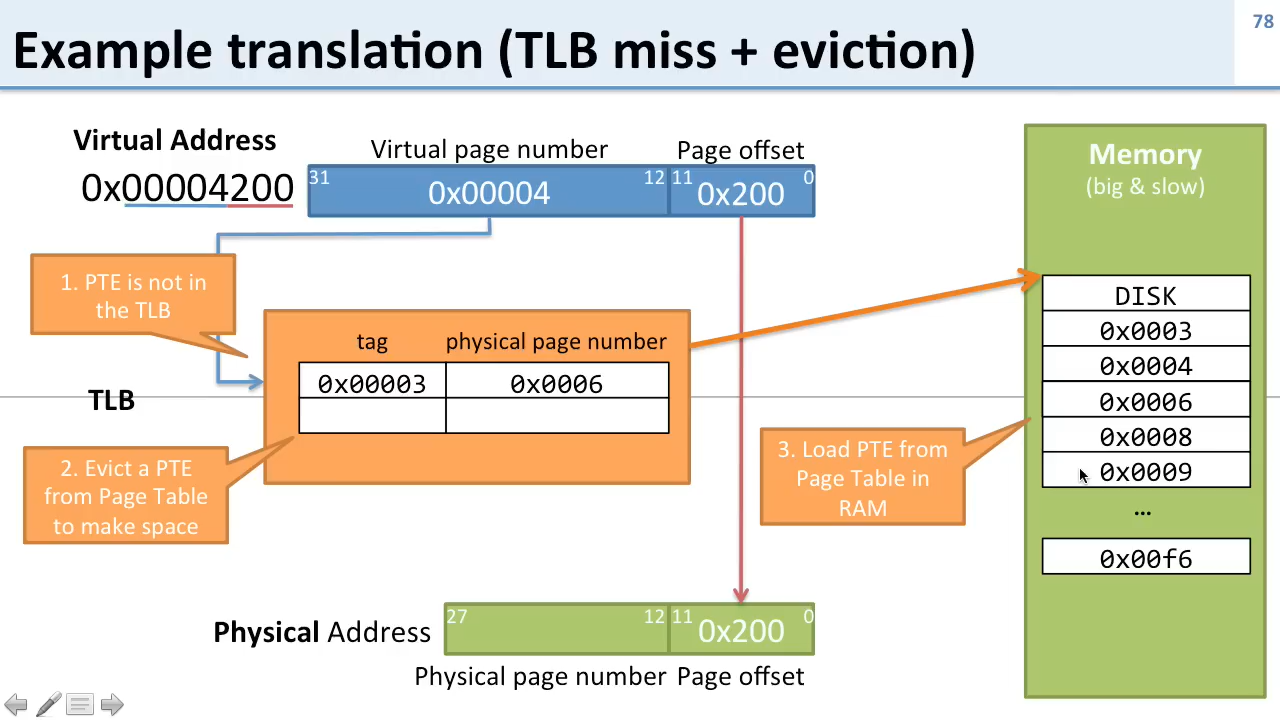 78
Example translation (TLB miss + eviction)
Virtual Address
0x00004200
Virtual page number
Page offset
31
0x00004
12
11
0x200
0
Memory
(big & slow)
1. PTE is not in
the TLB
tag
physical page number
0x00003
0x0006
TLB
2. Evict a PTE
from Page Table
to make space
3. Load PTE from
Page Table in
RAM
DISK
0x0003
0x0004
0x0006
0x0008
0x0009
...
0x00f6
Physical Address
27
12
11
0x200
0
Physical page number
Page offset